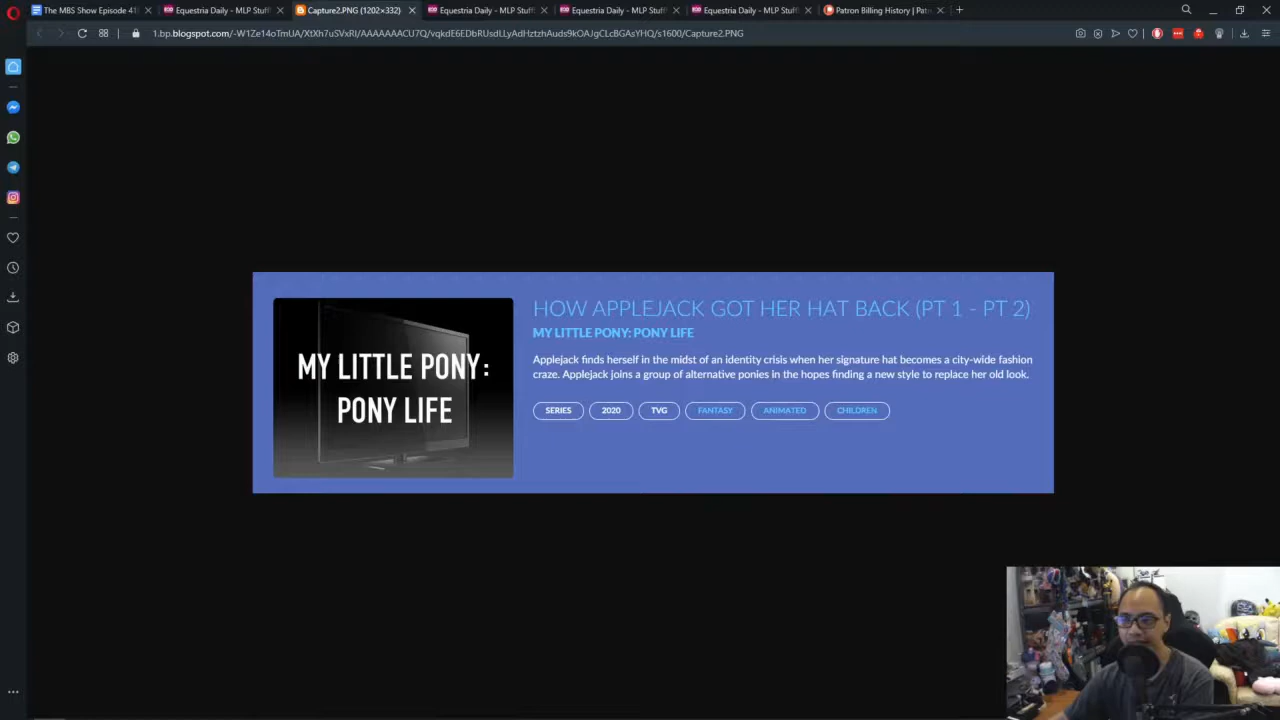 The MBS Show Episode 41
Equestria Daily - MLP Stuff
Capture2.PNG (1202×332)
Equestria Daily - MLP Stuff
Equestria Daily - MLP Stuff
Equestria Daily - MLP Stuff
Patron Billing History | Pat
HOW APPLEJACK GOT HER HAT BACK (PT 1 - PT 2)
MY LITTLE PONY: PONY LIFE
Applejack finds herself in the midst of an identity crisis when her signature hat becomes a city-wide fashion
craze. Applejack joins a group of alternative ponies in the hopes finding a new style to replace her old look.
MY LITTLE PONY:
PONY LIFE
SERIES 2020 TVG FANTASY ANIMATED CHILDREN